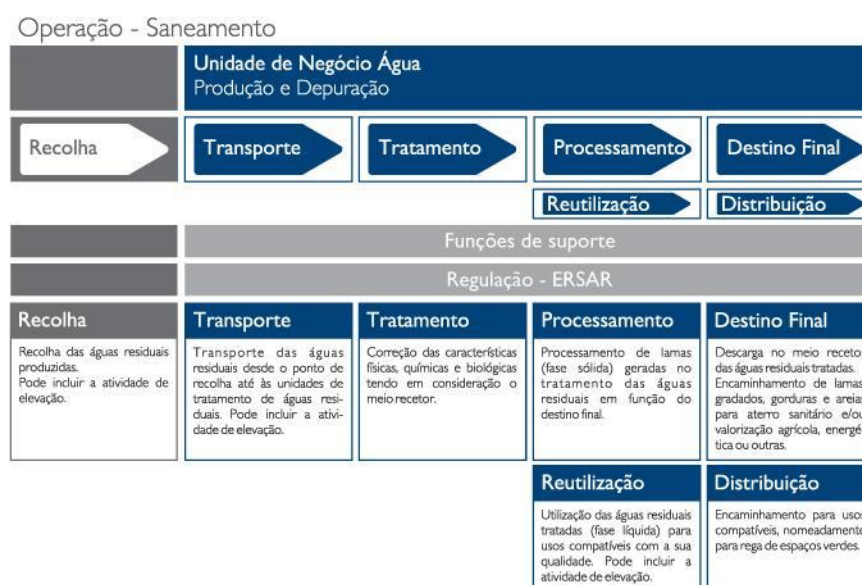 Operação - Saneamento
Unidade de Negócio Água
Produção e Depuração
Recolha
Transporte
Tratamento
Processamento
Destino Final
Reutilização
Distribuição
Funções de suporte
Regulação - ERSAR
Recolha
Recolha das águas residuais
produzidas.
Pode incluir a atividade de
elevação.
Transporte
Transporte das águas
residuais desde o ponto de
recolha até às unidades de
tratamento de águas resi-
duais. Pode incluir a ativi-
dade de elevação.
Tratamento
Correção das características
físicas, químicas e biológicas
tendo em consideração o
meio recetor.
Processamento
Processamento de lamas
(fase sólida) geradas no
tratamento das águas
residuais em função do
destino final.
Destino Final
Descarga no meio recetor
das águas residuais tratadas.
Encaminhamento de lamas,
gradados, gorduras e areias
para aterro sanitário e/ou
valorização agrícola, energé-
tica ou outras.
Reutilização
Utilização das águas residuais
tratadas (fase líquida) para
usos compatíveis com a sua
qualidade. Pode incluir a
atividade de elevação.
Distribuição
Encaminhamento para usos
compatíveis, nomeadamente
para rega de espaços verdes.